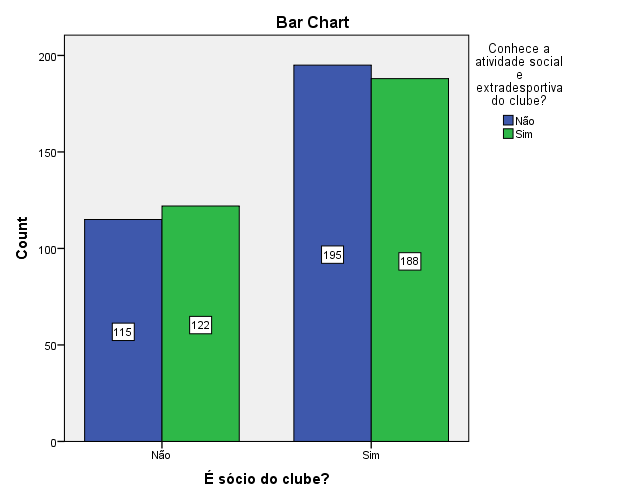 Bar Chart
Conhece a
atividade social
e
extradesportiva
do clube?
Não
Sim
Count
200
150
100
50
0
115
122
195
188
Não
Sim
É sócio do clube?